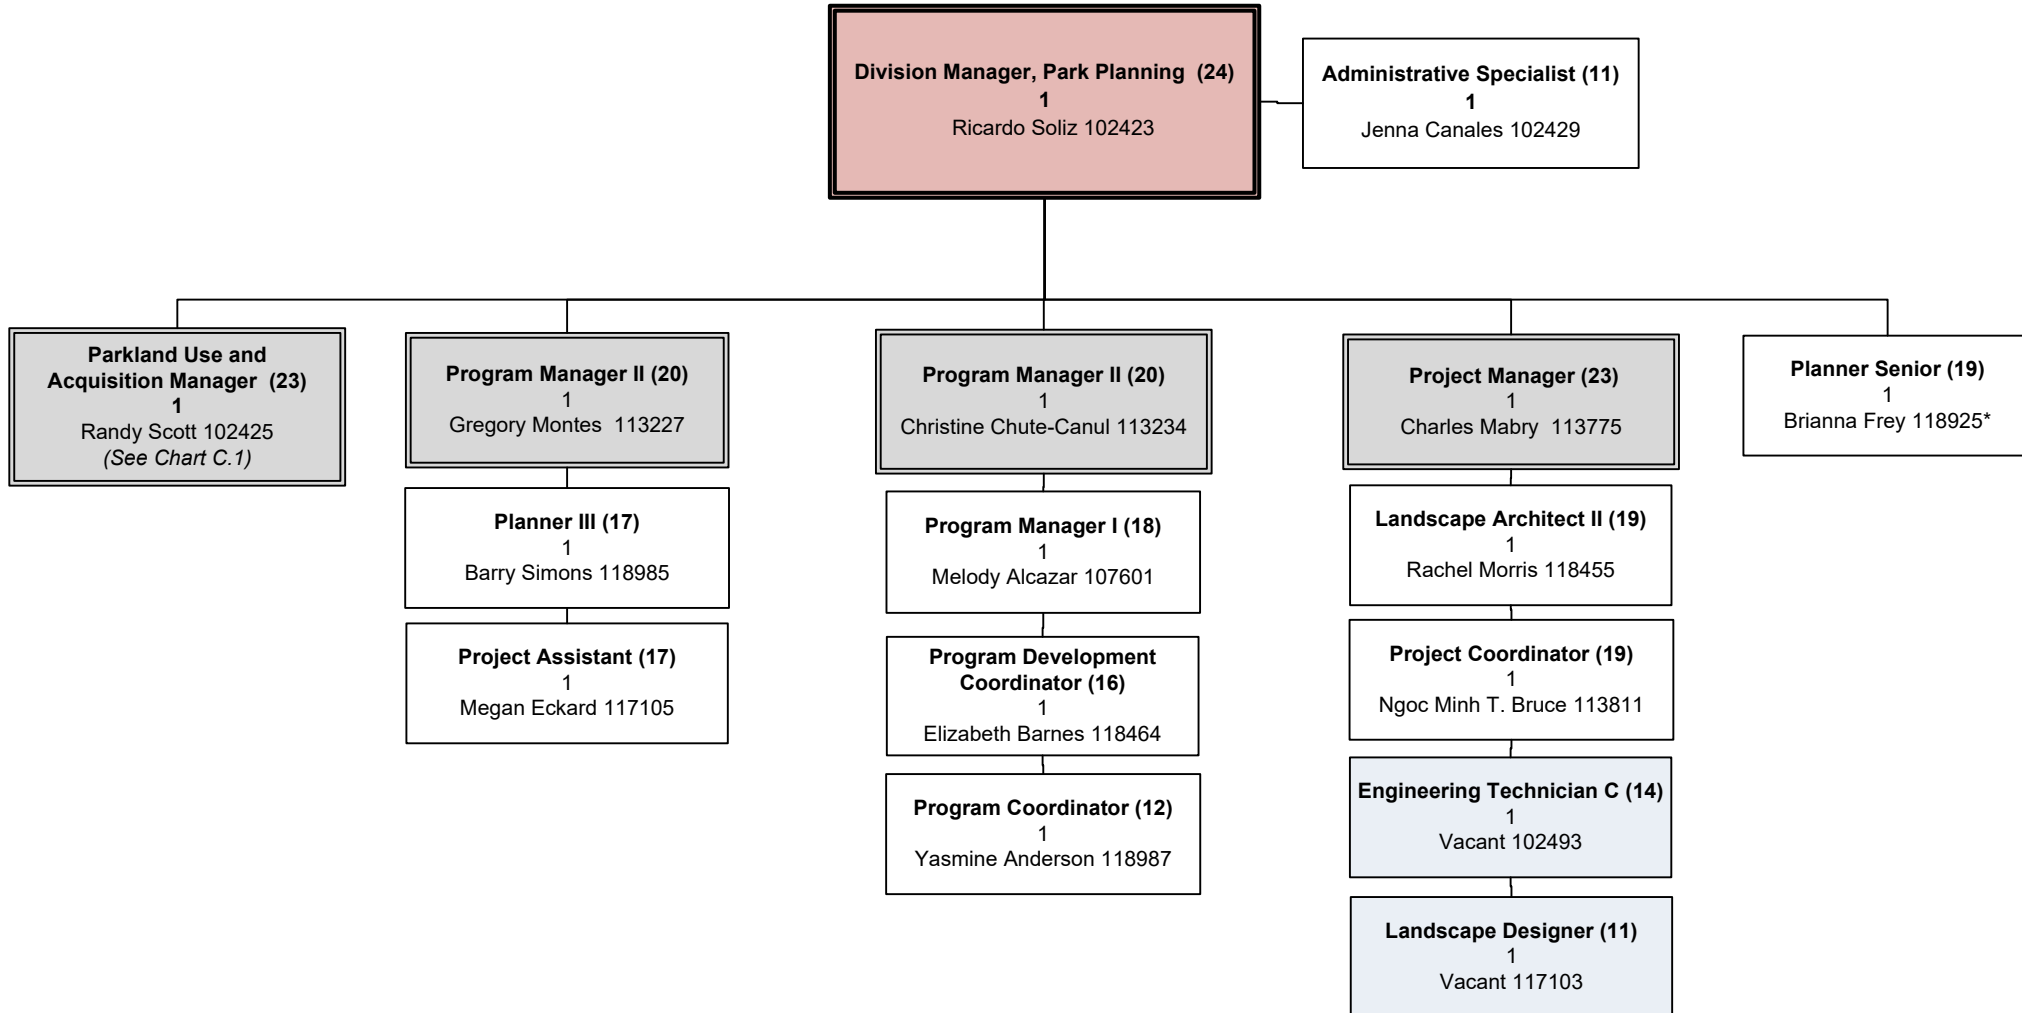 Division Manager, Park Planning (24)
1
Ricardo Soliz 102423
Administrative Specialist (11)
1
Jenna Canales 102429
Parkland Use and
Acquisition Manager (23)
1
Randy Scott 102425
(See Chart C.1)
Program Manager II (20)
1
Gregory Montes 113227
Planner III (17)
1
Barry Simons 118985
Project Assistant (17)
1
Megan Eckard 117105
Program Manager II (20)
1
Christine Chute-Canul 113234
Program Manager I (18)
1
Melody Alcazar 107601
Program Development
Coordinator (16)
1
Elizabeth Barnes 118464
Program Coordinator (12)
1
Yasmine Anderson 118987
Project Manager (23)
1
Charles Mabry 113775
Landscape Architect II (19)
1
Rachel Morris 118455
Project Coordinator (19)
1
Ngoc Minh T. Bruce 113811
Engineering Technician C (14)
1
Vacant 102493
Landscape Designer (11)
1
Vacant 117103
Planner Senior (19)
1
Brianna Frey 118925*